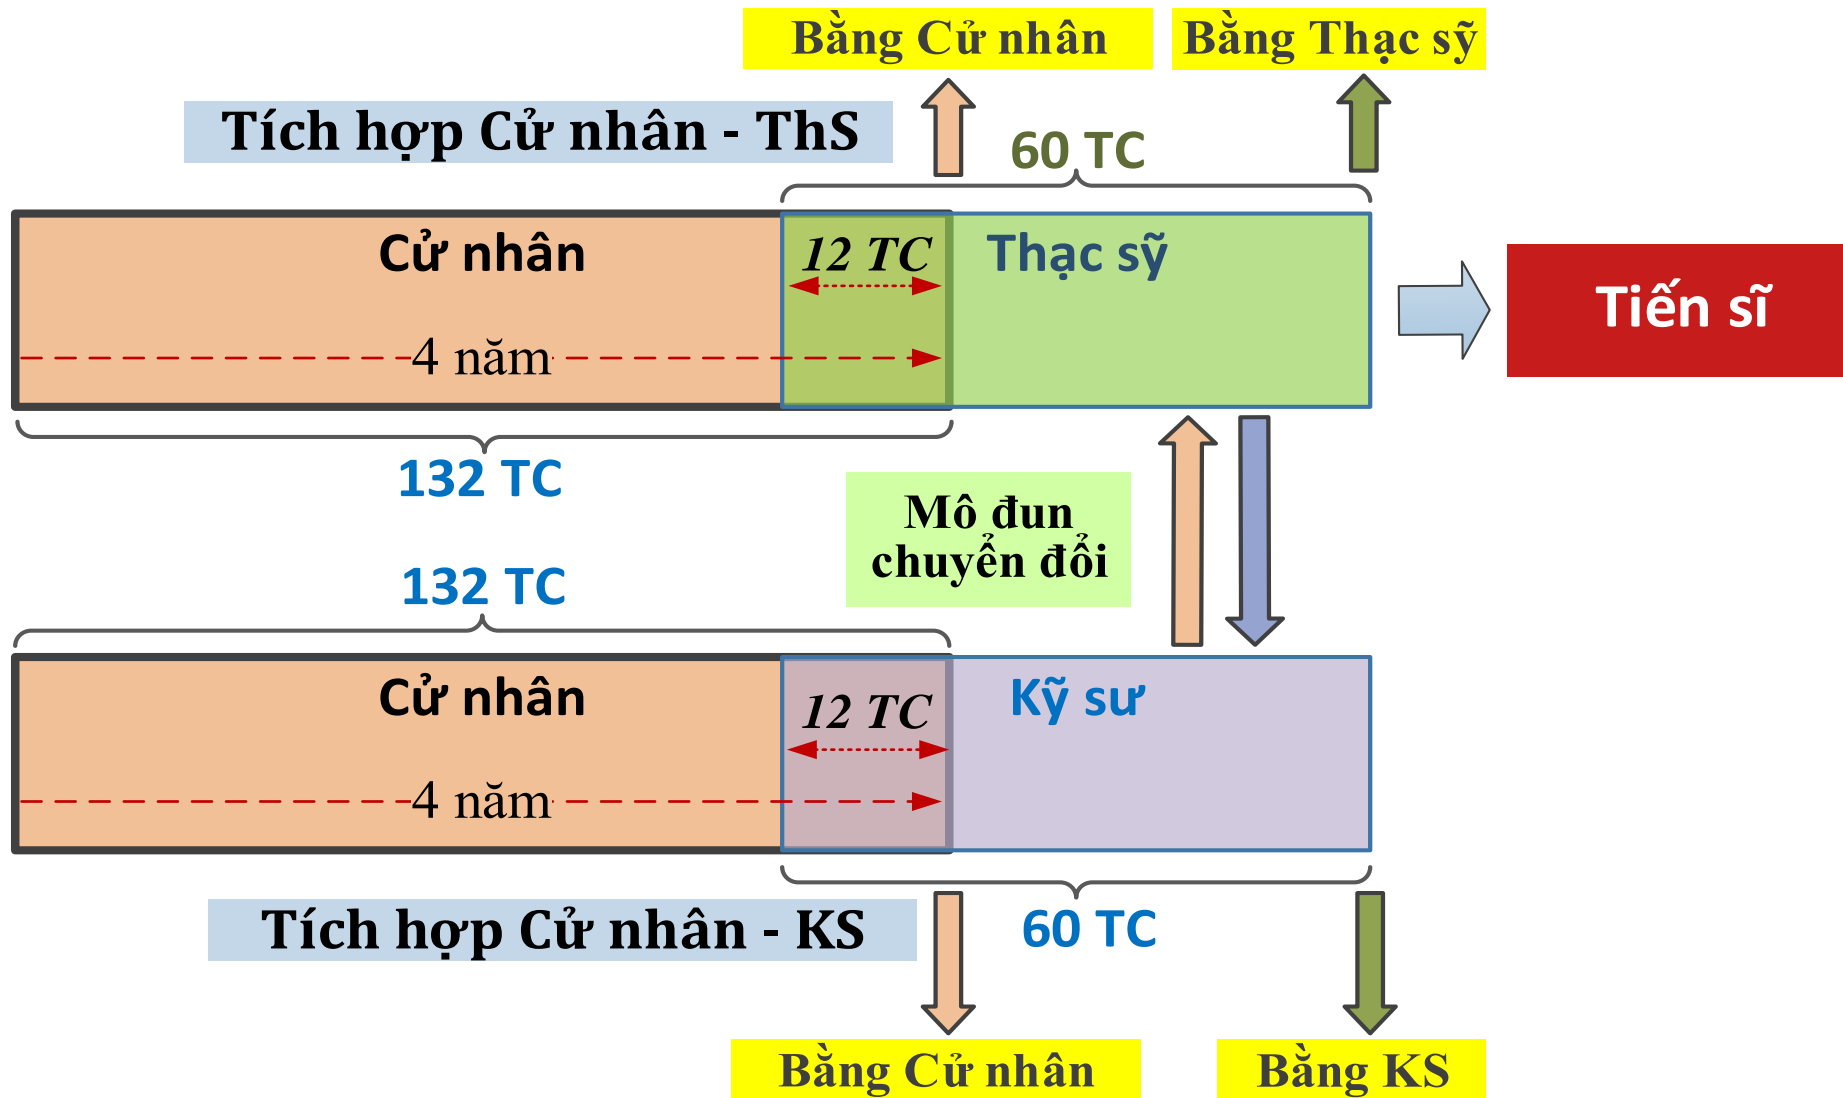 Bằng Cử nhân
Bằng Thạc sỹ
Tích hợp Cử nhân - ThS
60 TC
Cử nhân
12 TC
Thạc sỹ
Tiến sĩ
4 năm
132 TC
Mô đun
chuyển đổi
132 TC
Cử nhân
12 TC
Kỹ sư
4 năm
Tích hợp Cử nhân - KS
60 TC
Bằng Cử nhân
Bằng KS